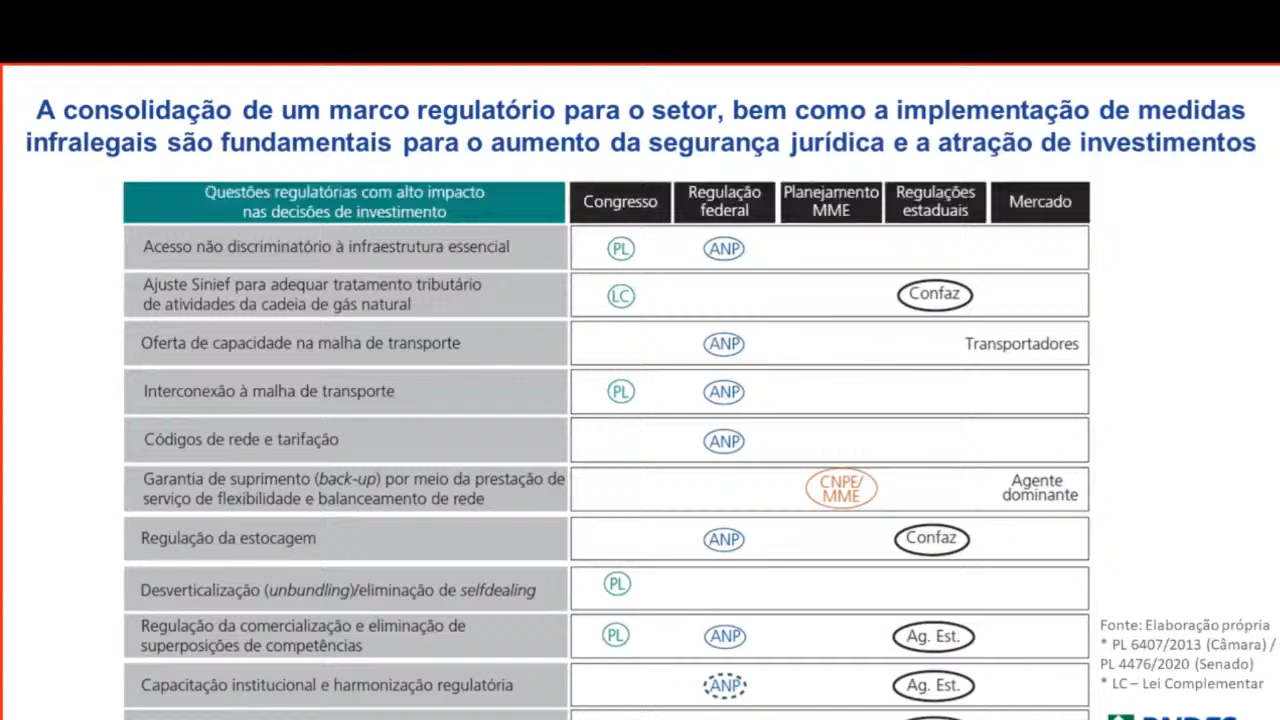 A consolidação de um marco regulatório para o setor, bem como a implementação de medidas
infralegais são fundamentais para o aumento da segurança jurídica e a atração de investimentos
Questões regulatórias com alto impacto
nas decisões de investimento
Congresso
Regulação
federal
Planejamento
MME
Regulações
estaduais
Mercado
Acesso não discriminatório à infraestrutura essencial
PL
ANP
Ajuste Sinief para adequar tratamento tributário
de atividades da cadeia de gás natural
LC
Confaz
Oferta de capacidade na malha de transporte
ANP
Transportadores
Interconexão à malha de transporte
PL
ANP
Códigos de rede e tarifação
ANP
Garantia de suprimento (back-up) por meio da prestação de
serviço de flexibilidade e balanceamento de rede
CNPE/
MME
Agente
dominante
Regulação da estocagem
ANP
Confaz
Desverticalização (unbundling)/eliminação de selfdealing
PL
Regulação da comercialização e eliminação de
superposições de competências
PL
ANP
Ag. Est.
Capacitação institucional e harmonização regulatória
ANP
Ag. Est.
Fonte: Elaboração própria
* PL 6407/2013 (Câmara) /
PL 4476/2020 (Senado)
* LC – Lei Complementar